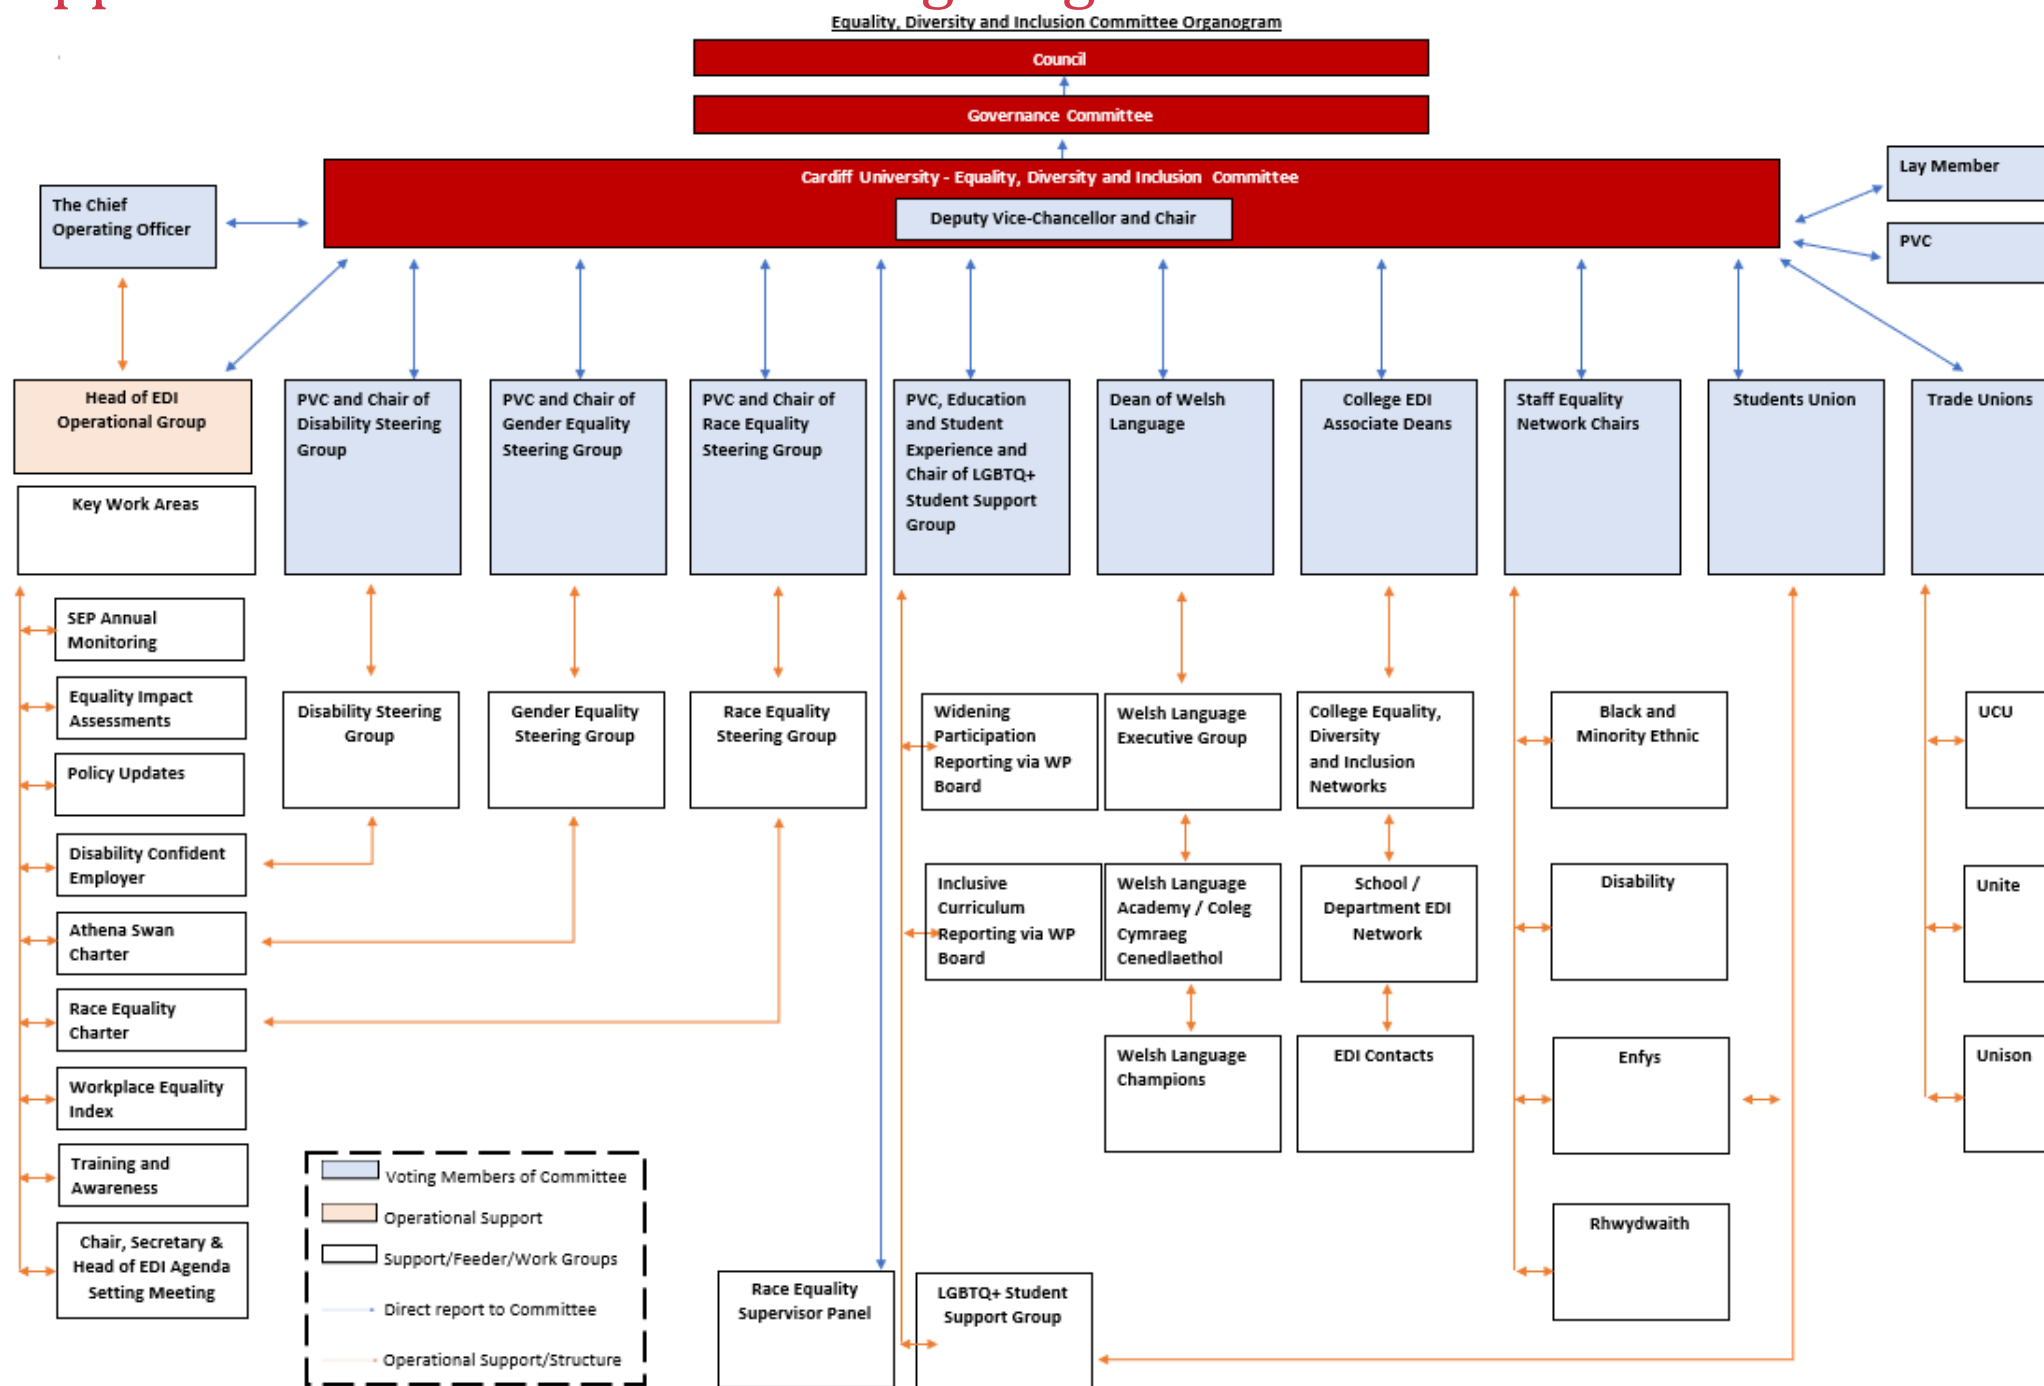 Equality, Diversity and Inclusion Committee Organogram
Council
Governance Committee
Cardiff University - Equality, Diversity and Inclusion Committee
Deputy Vice-Chancellor and Chair
The Chief
Operating Officer
Lay Member
PVC
Head of EDI
Operational Group
PVC and Chair of
Disability Steering
Group
PVC and Chair of
Gender Equality
Steering Group
PVC and Chair of
Race Equality
Steering Group
PVC, Education
and Student
Experience and
Chair of LGBTQ+
Student Support
Group
Dean of Welsh
Language
College EDI
Associate Deans
Staff Equality
Network Chairs
Students Union
Trade Unions
Key Work Areas
SEP Annual
Monitoring
Equality Impact
Assessments
Policy Updates
Disability Confident
Employer
Athena Swan
Charter
Race Equality
Charter
Workplace Equality
Index
Training and
Awareness
Chair, Secretary &
Head of EDI Agenda
Setting Meeting
Disability Steering
Group
Gender Equality
Steering Group
Race Equality
Steering Group
Widening
Participation
Reporting via WP
Board
Welsh Language
Executive Group
College Equality,
Diversity
and Inclusion
Networks
Black and
Minority Ethnic
UCU
Inclusive
Curriculum
Reporting via WP
Board
Welsh Language
Academy / Coleg
Cymraeg
Cenedlaethol
School /
Department EDI
Network
Disability
Unite
Welsh Language
Champions
EDI Contacts
Enfys
Unison
Rhwydwaith
Race Equality
Supervisor Panel
LGBTQ+ Student
Support Group
Voting Members of Committee
Operational Support
Support/Feeder/Work Groups
Direct report to Committee
Operational Support/Structure